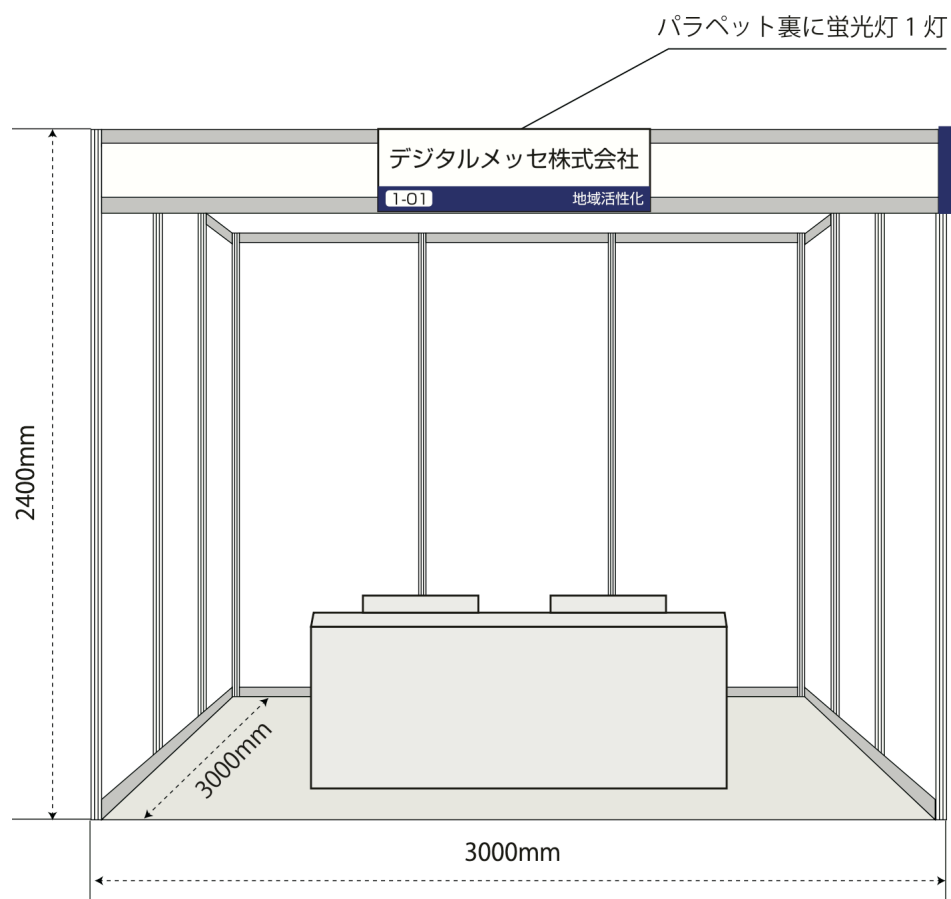 パラペット裏に蛍光灯 1 灯
デジタルメッセ株式会社
1-01 地域活性化
2400mm
3000mm
3000mm